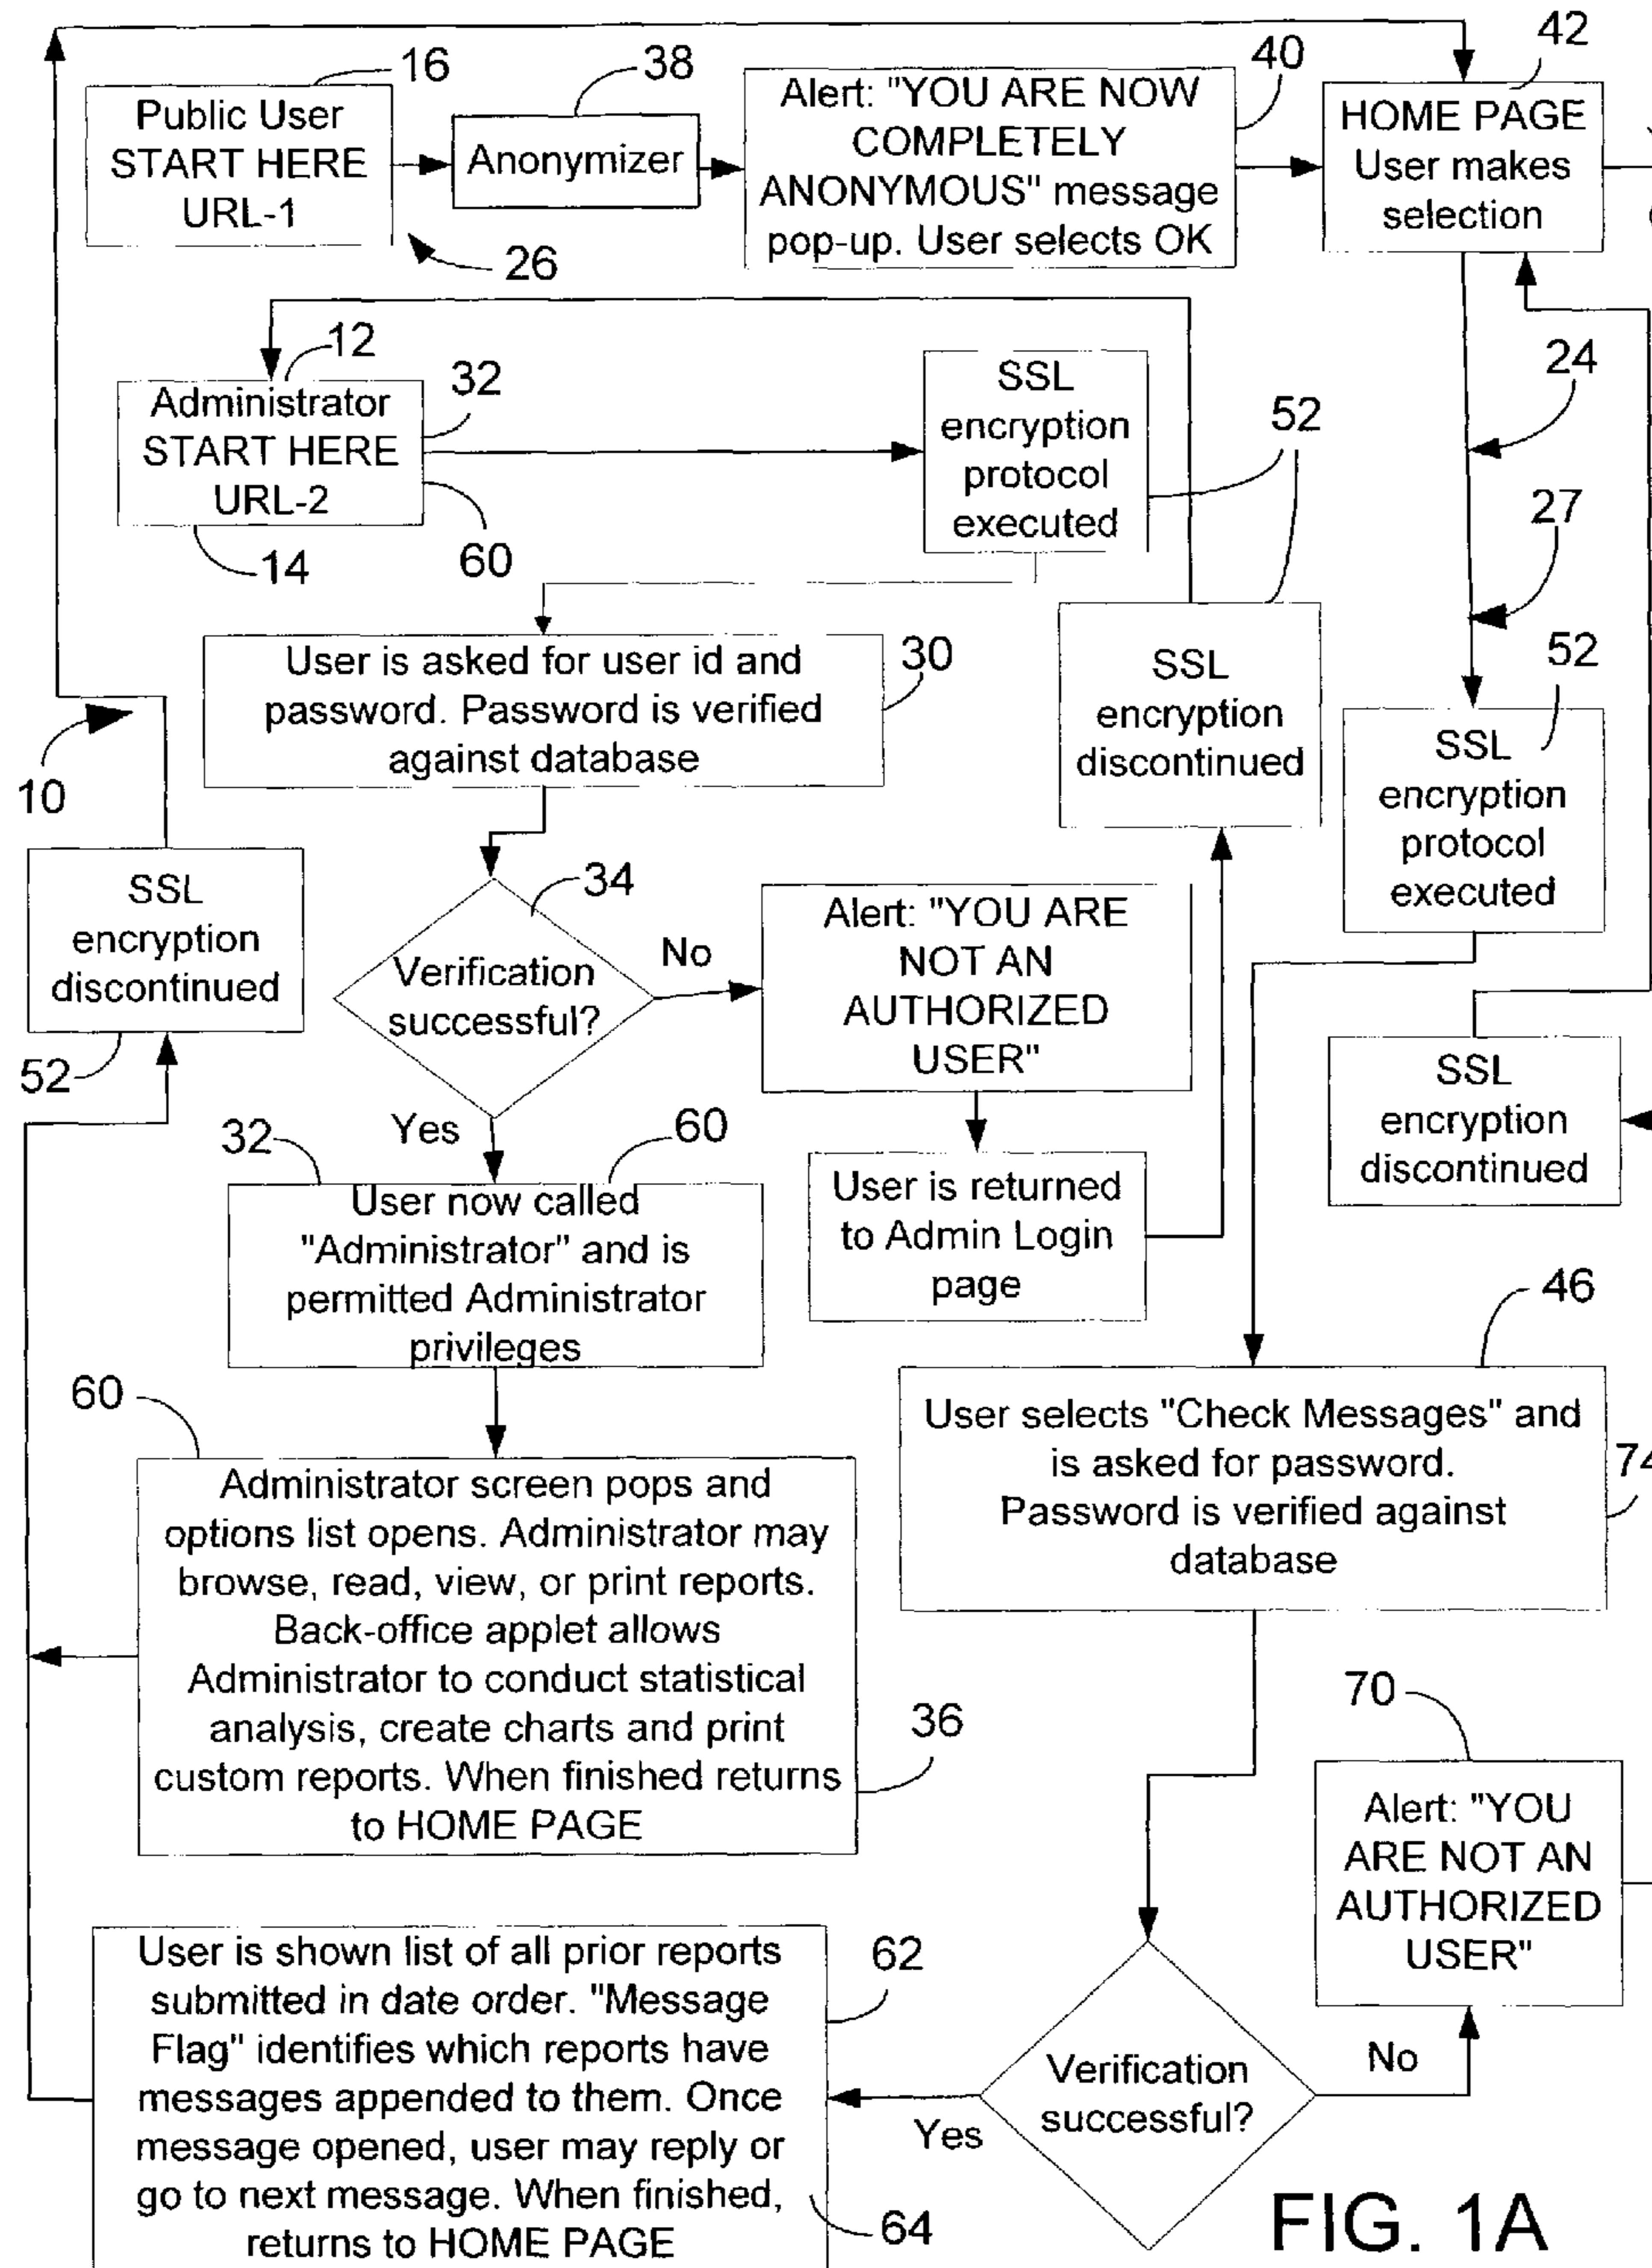 42
16
38
40
Public User
START HERE
URL-1
Anonymizer
Alert: "YOU ARE NOW
COMPLETELY
ANONYMOUS" message
pop-up. User selects OK
HOME PAGE
User makes
selection
26
12
32
Administrator
START HERE
URL-2
14
60
SSL
encryption
protocol
executed
52
24
27
User is asked for user id and
password. Password is verified
against database
30
SSL
encryption
discontinued
52
SSL
encryption
protocol
executed
10
SSL
encryption
discontinued
52
34
Verification
successful?
No
Yes
Alert: "YOU ARE
NOT AN
AUTHORIZED
USER"
SSL
encryption
discontinued
32
60
User now called
"Administrator" and is
permitted Administrator
privileges
User is returned
to Admin Login
page
46
60
User selects "Check Messages" and
is asked for password.
Password is verified against
database
74
Administrator screen pops and
options list opens. Administrator may
browse, read, view, or print reports.
Back-office applet allows
Administrator to conduct statistical
analysis, create charts and print
custom reports. When finished returns
to HOME PAGE
36
70
Alert: "YOU
ARE NOT AN
AUTHORIZED
USER"
User is shown list of all prior reports
submitted in date order. "Message
Flag" identifies which reports have
messages appended to them. Once
message opened, user may reply or
go to next message. When finished,
returns to HOME PAGE
62
64
Verification
successful?
No
Yes
FIG. 1A